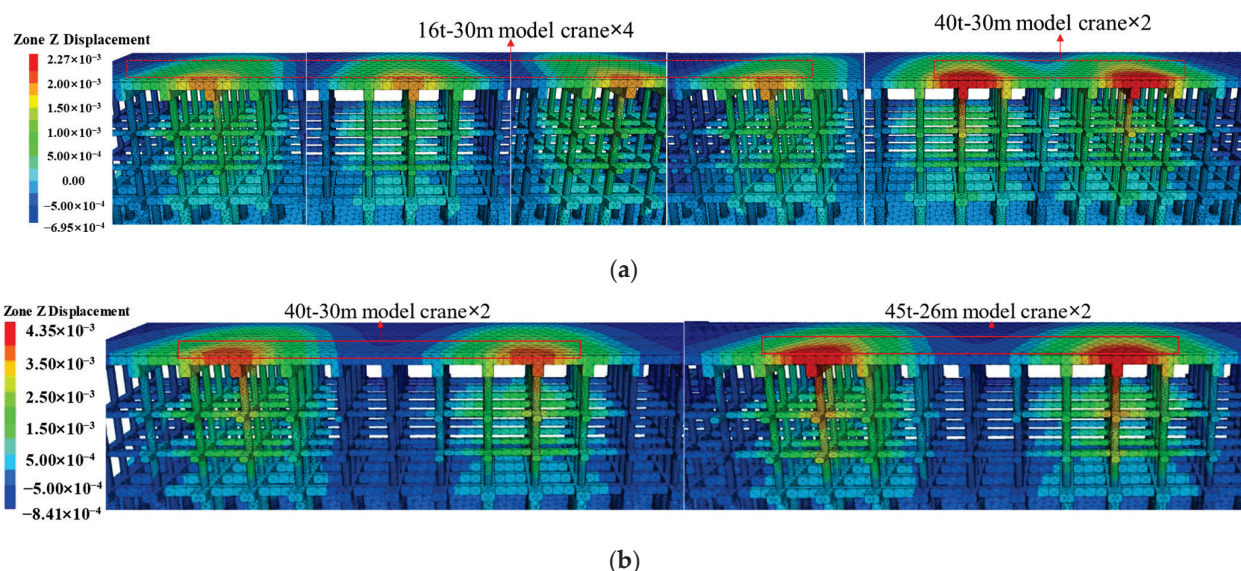 16t-30m model crane×4
40t-30m model crane×2
Zone Z Displacement
2.27×10⁻³
2.00×10⁻³
1.50×10⁻³
1.00×10⁻³
5.00×10⁻⁴
0.00
−5.00×10⁻⁴
−6.95×10⁻⁴
(a)
Zone Z Displacement
40t-30m model crane×2
45t-26m model crane×2
4.35×10⁻³
3.50×10⁻³
2.50×10⁻³
1.50×10⁻³
5.00×10⁻⁴
−5.00×10⁻⁴
−8.41×10⁻⁴
(b)